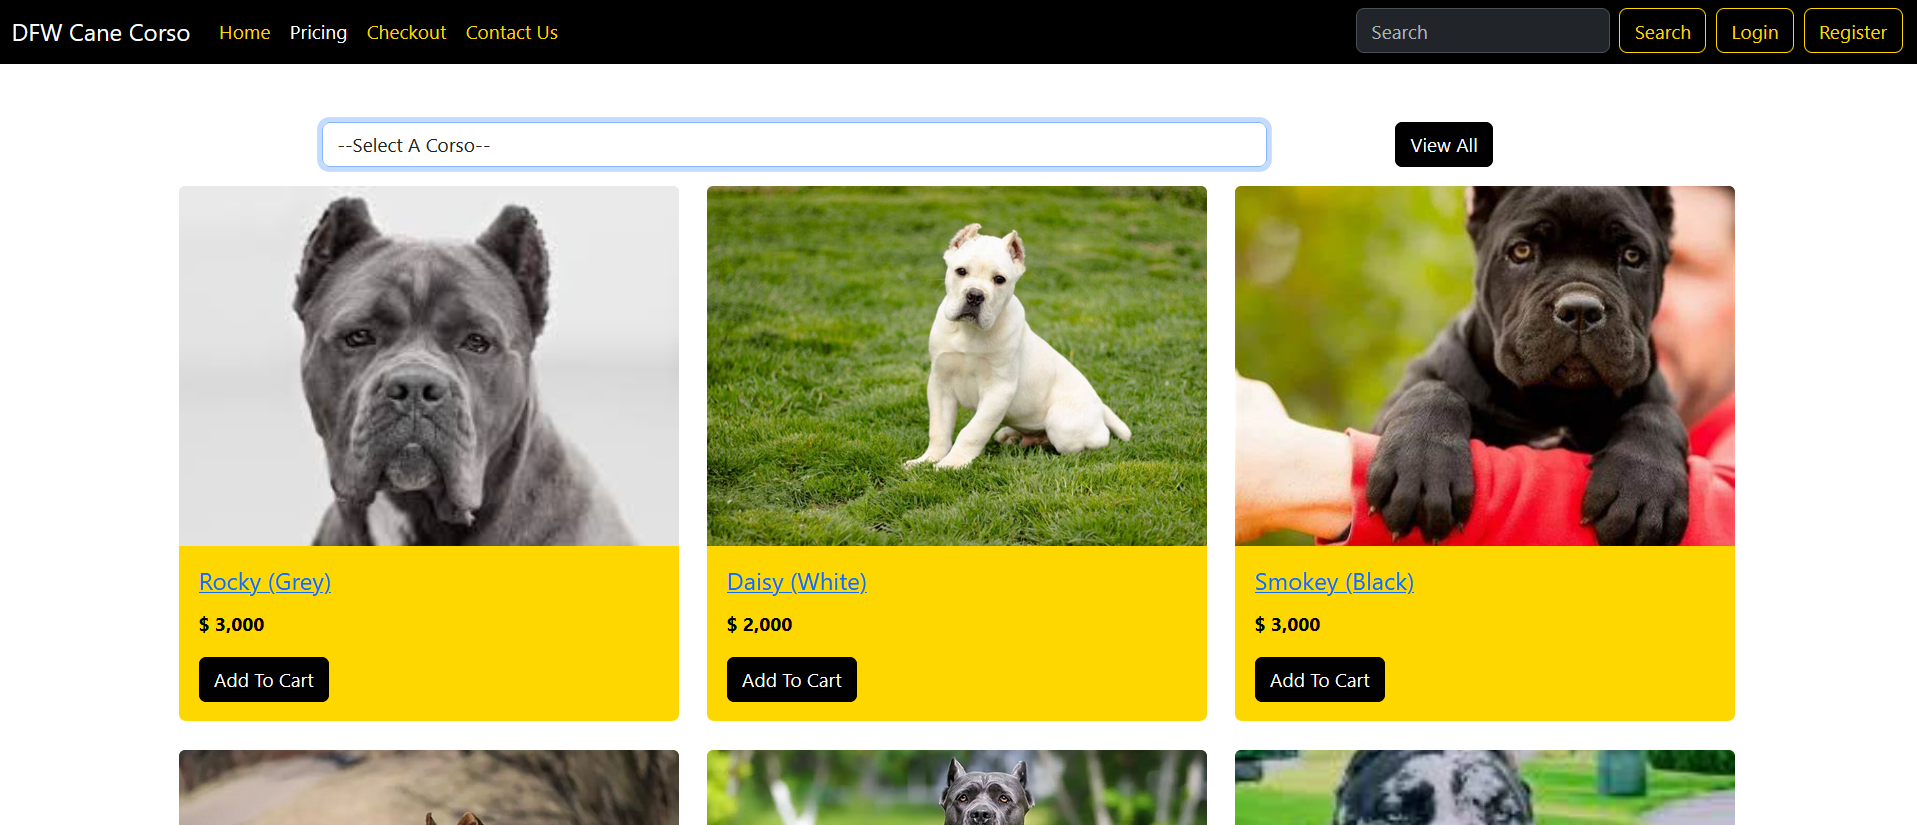 DFW Cane Corso Home Pricing Checkout Contact Us Search Search Login Register
--Select A Corso-- View All
Rocky (Grey)
$ 3,000
Add To Cart
Daisy (White)
$ 2,000
Add To Cart
Smokey (Black)
$ 3,000
Add To Cart